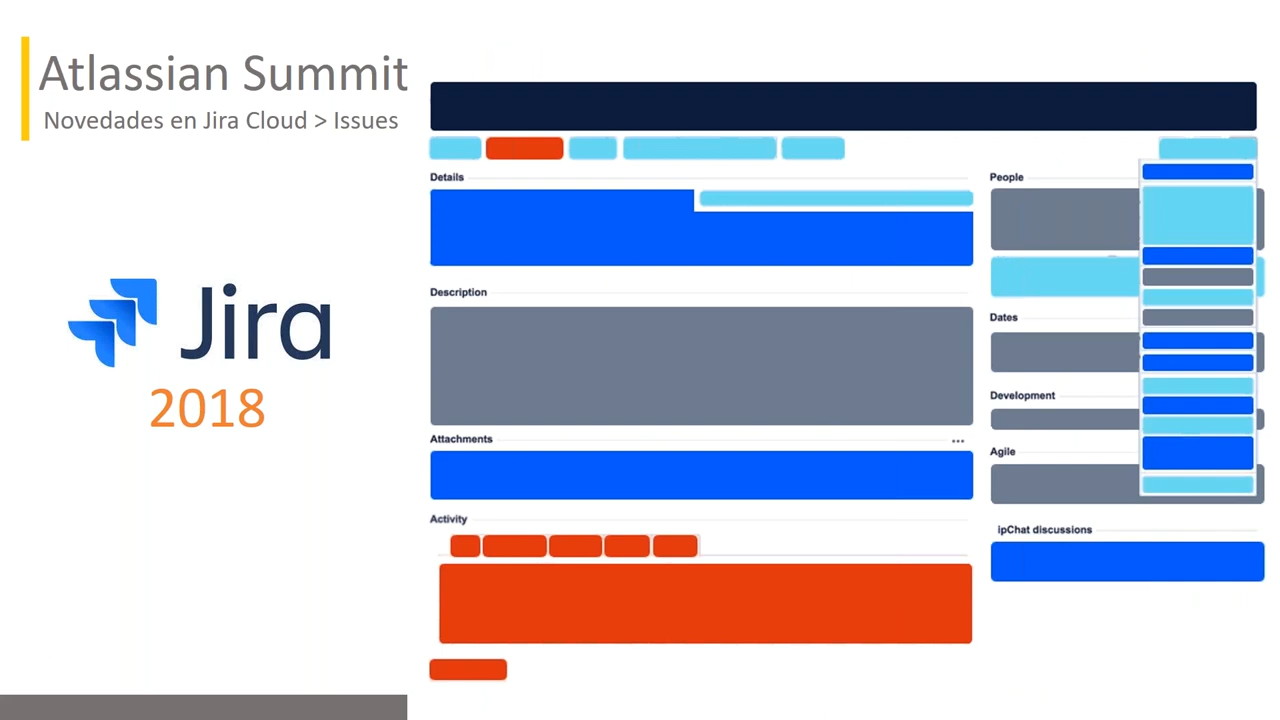 Atlassian Summit
Novedades en Jira Cloud > Issues
Jira
2018
Details
People
Description
Dates
Development
Attachments
Agile
Activity
ipChat discussions